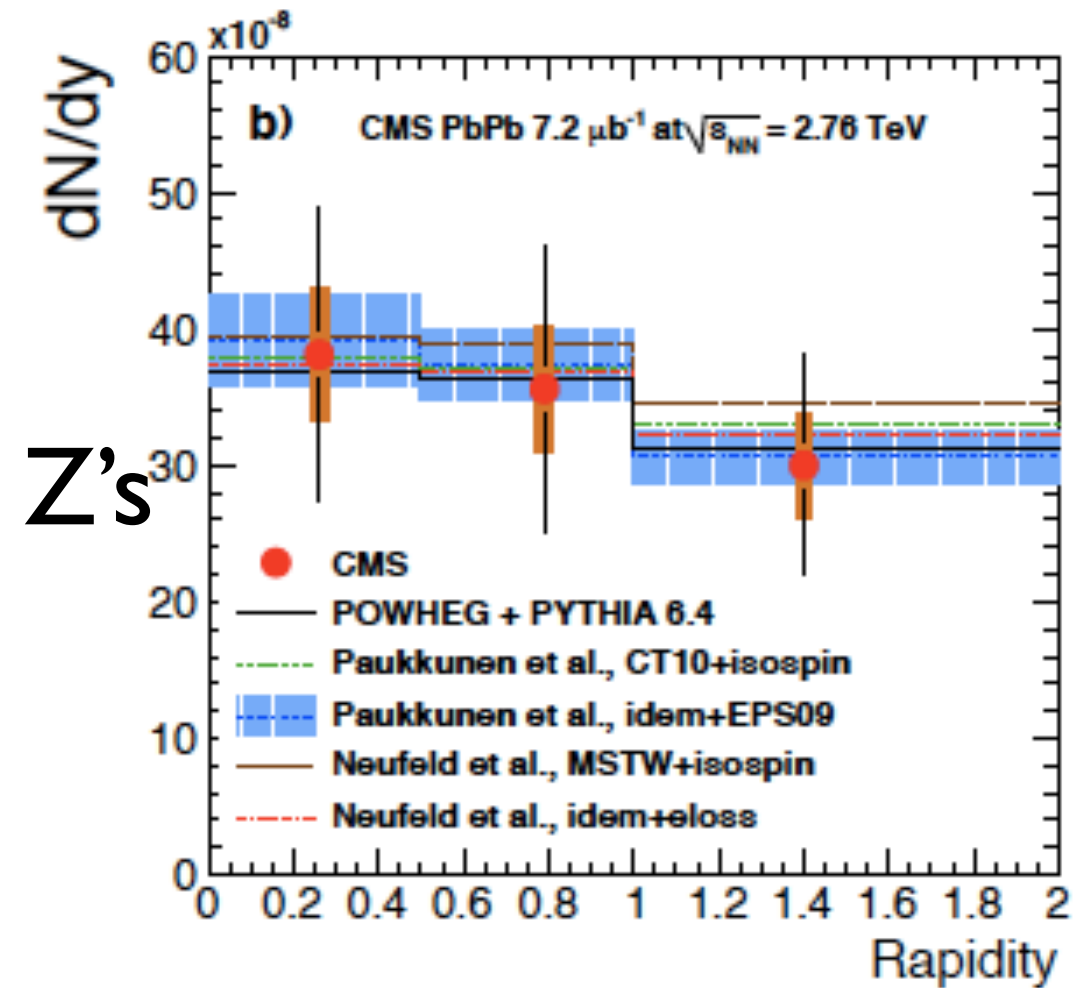 x10⁻⁸
dN/dy
60
50
40
30
20
10
0
b) CMS PbPb 7.2 μb⁻¹ at √s_NN = 2.76 TeV
Z’s
CMS
POWHEG + PYTHIA 6.4
Paukkunen et al., CT10+isospin
Paukkunen et al., idem+EPS09
Neufeld et al., MSTW+isospin
Neufeld et al., idem+eloss
0 0.2 0.4 0.6 0.8 1 1.2 1.4 1.6 1.8 2
Rapidity